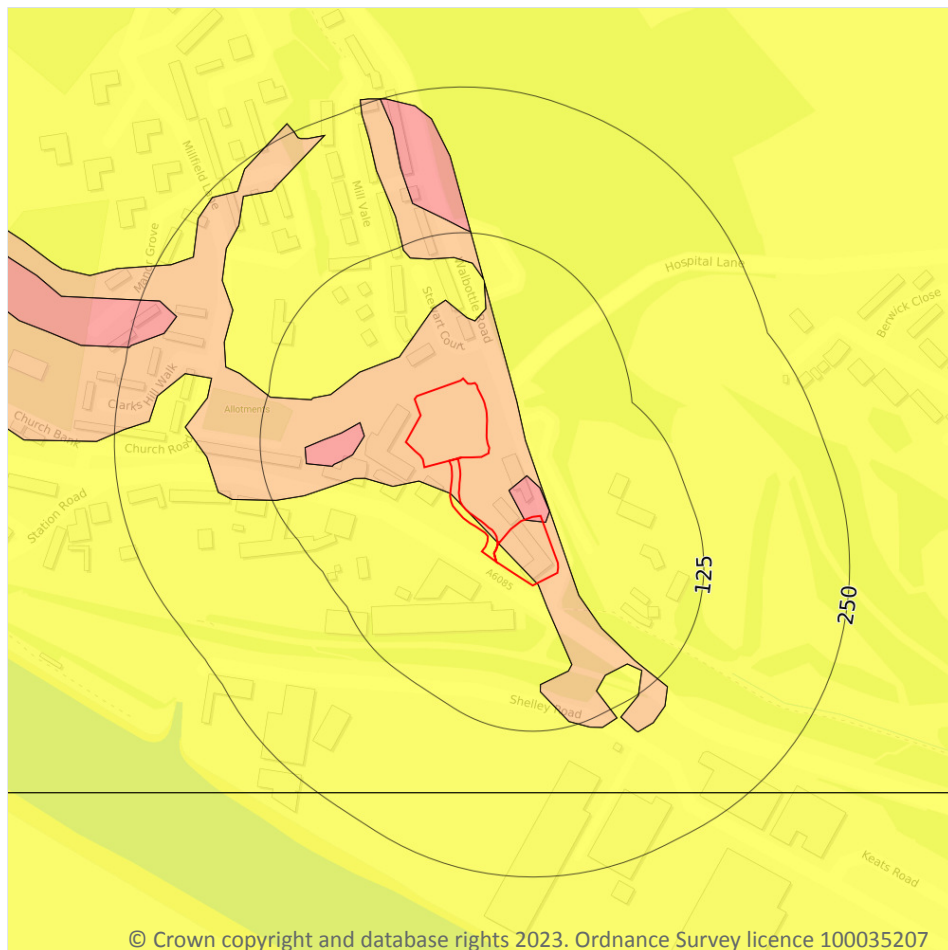 Millfield Lane
Mill Vale
Manor Grove
Walbottle Road
Hospital Lane
Berwick Close
Stewart Court
Clarks Hill Walk
Allotments
Church Bank
Church Road
Station Road
A6085
125
250
Shelley Road
Keats Road
© Crown copyright and database rights 2023. Ordnance Survey licence 100035207